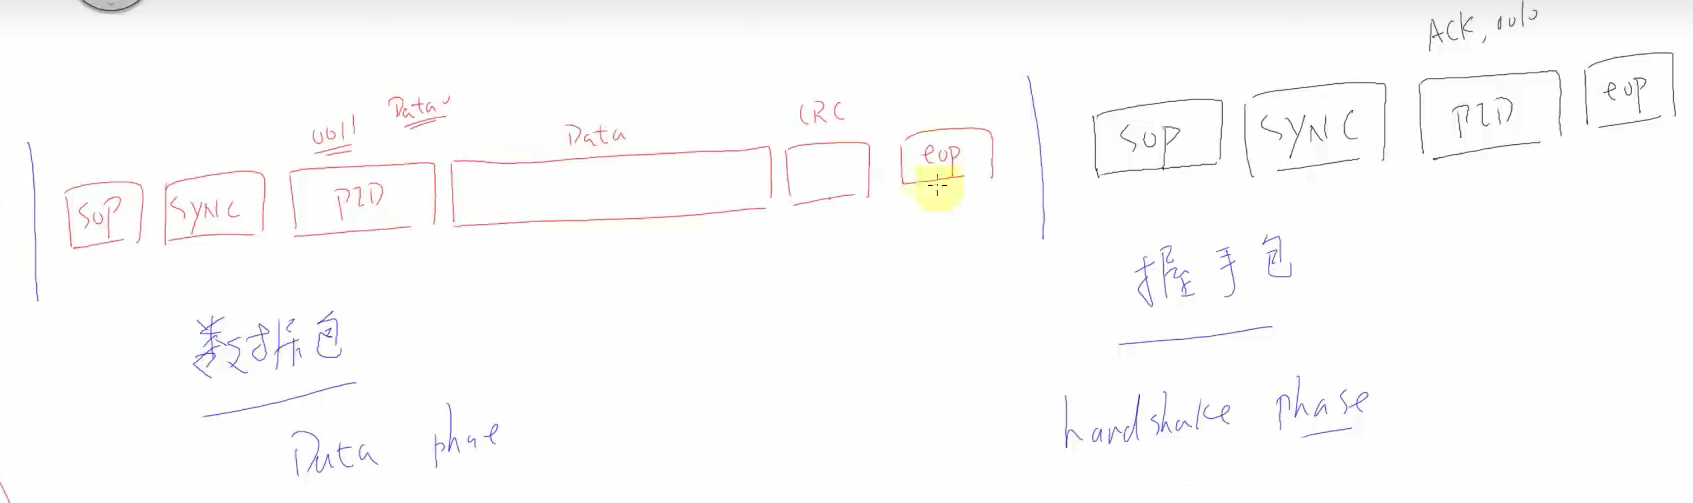 Ack, 0010
0011 Data0 Data CRC
SOP SYNC PID eop
SOP SYNC PID eop
数据包
握手包
Data phae
handshake phase